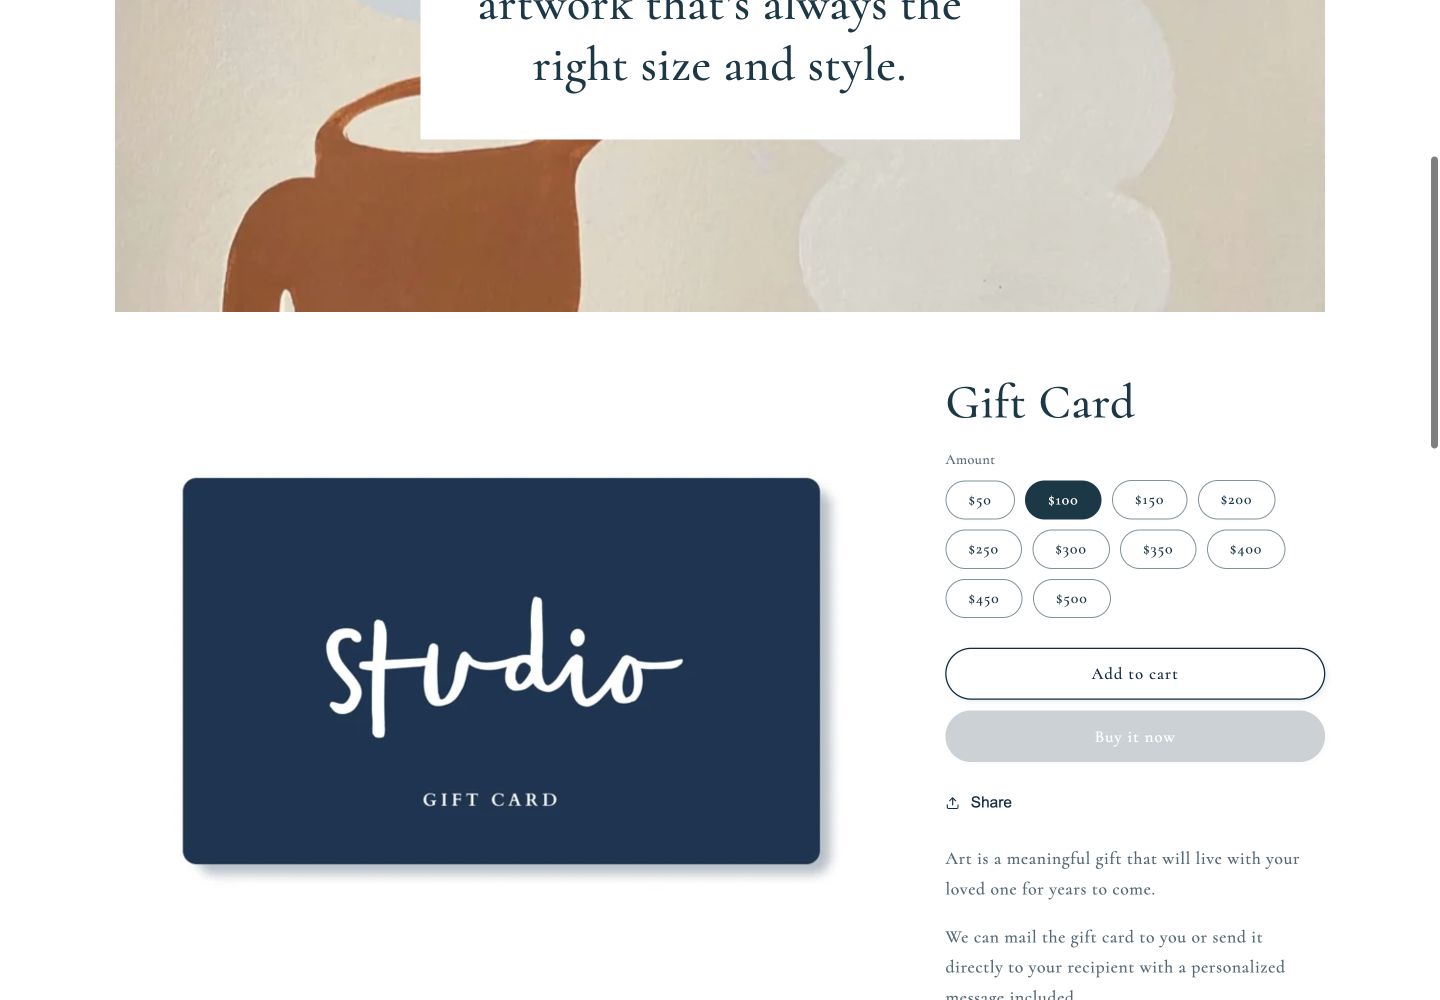 artwork that's always the
right size and style.
Gift Card
Amount
$50 $100 $150 $200
$250 $300 $350 $400
$450 $500
studio
GIFT CARD
Add to cart
Buy it now
Share
Art is a meaningful gift that will live with your
loved one for years to come.
We can mail the gift card to you or send it
directly to your recipient with a personalized
message included